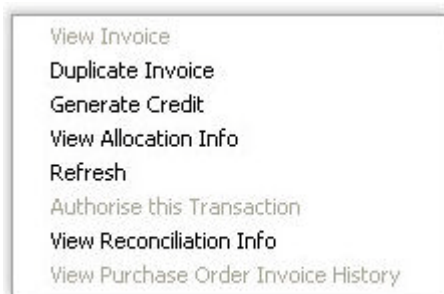 View Invoice
Duplicate Invoice
Generate Credit
View Allocation Info
Refresh
Authorise this Transaction
View Reconciliation Info
View Purchase Order Invoice History